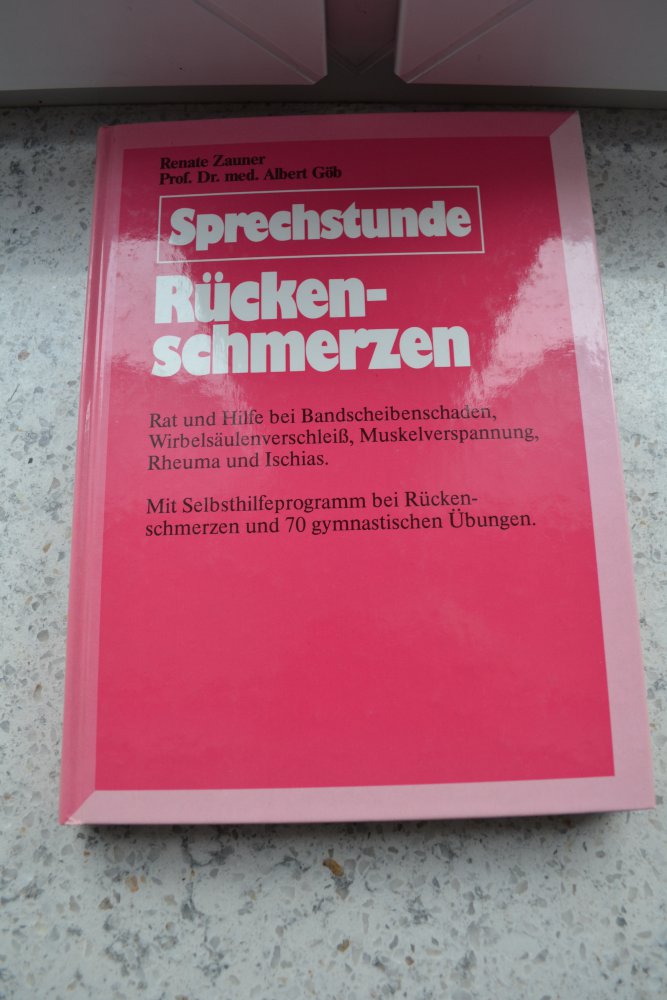 Renate Zauner
Prof. Dr. med. Albert Göb
Sprechstunde
Rücken-
schmerzen
Rat und Hilfe bei Bandscheibenschaden,
Wirbelsäulenverschleiß, Muskelverspannung,
Rheuma und Ischias.
Mit Selbsthilfeprogramm bei Rücken-
schmerzen und 70 gymnastischen Übungen.